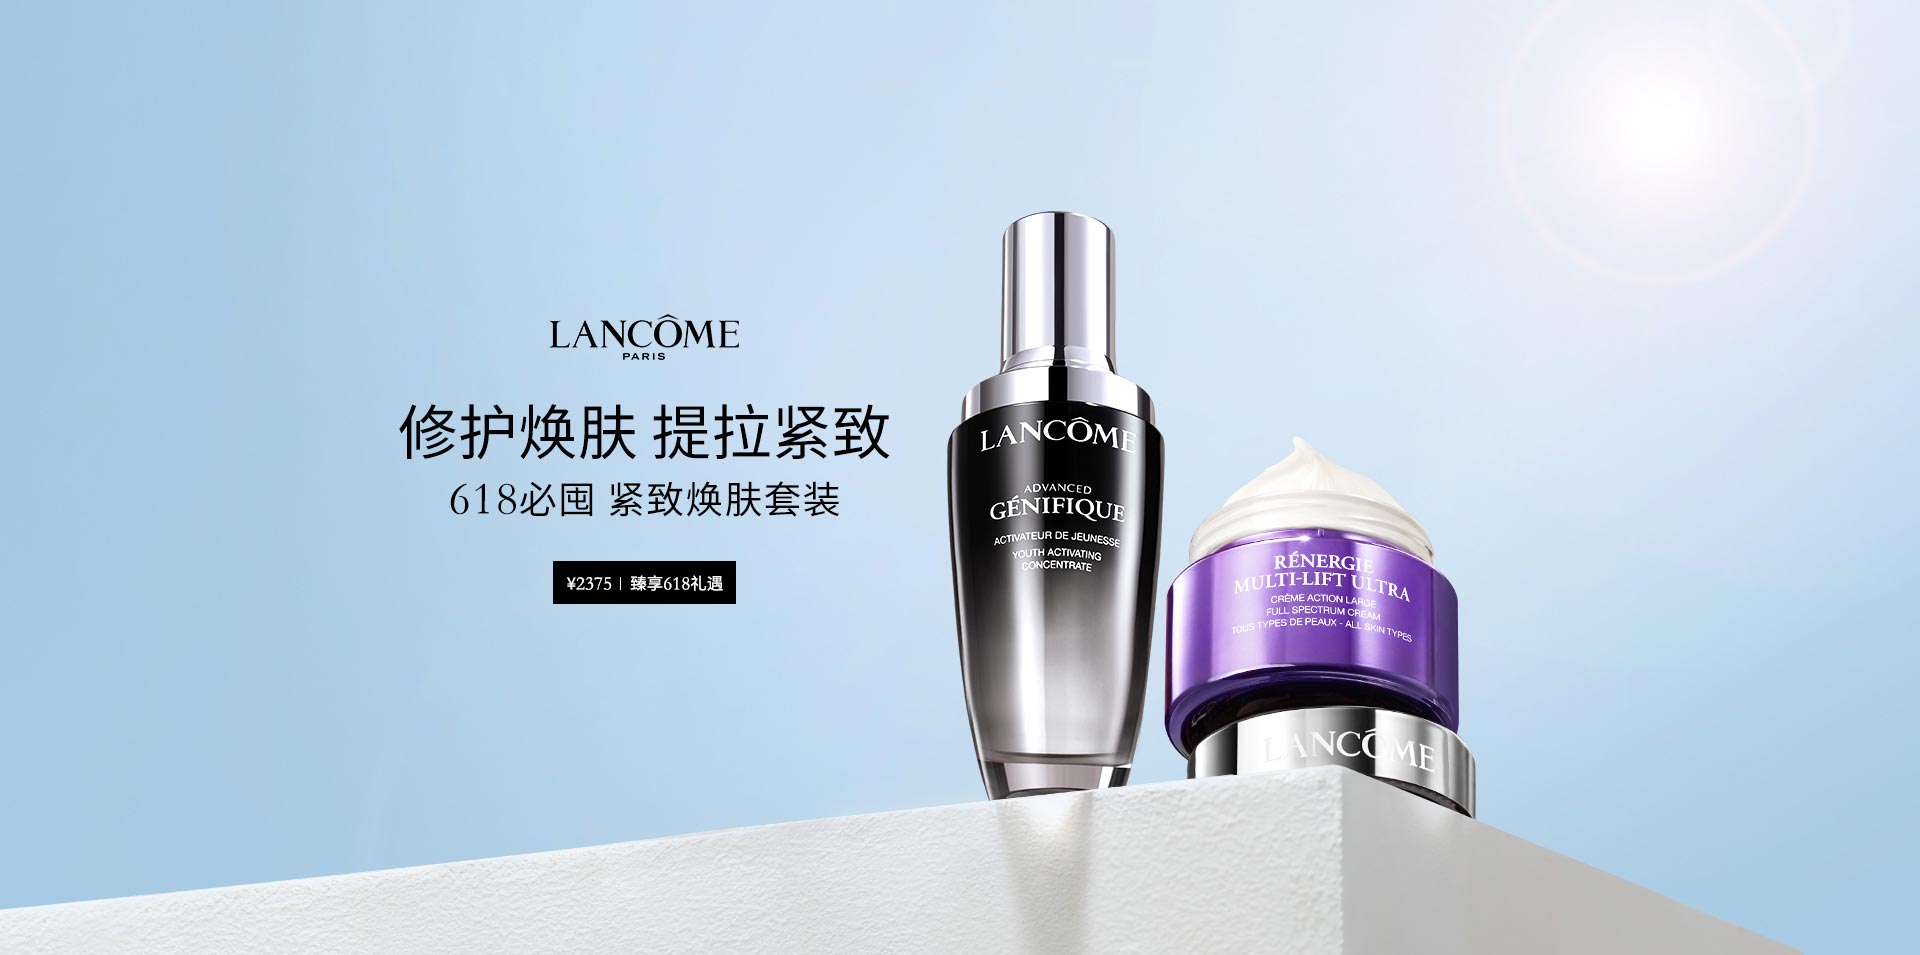 LANCÔME
PARIS
修护焕肤 提拉紧致
618必囤 紧致焕肤套装
¥2375 | 臻享618礼遇
LANCÔME
ADVANCED
GÉNIFIQUE
ACTIVATEUR DE JEUNESSE
YOUTH ACTIVATING
CONCENTRATE
RÉNERGIE
MULTI-LIFT ULTRA
CRÈME ACTION LARGE
FULL SPECTRUM CREAM
TOUS TYPES DE PEAUX - ALL SKIN TYPES
LANCÔME